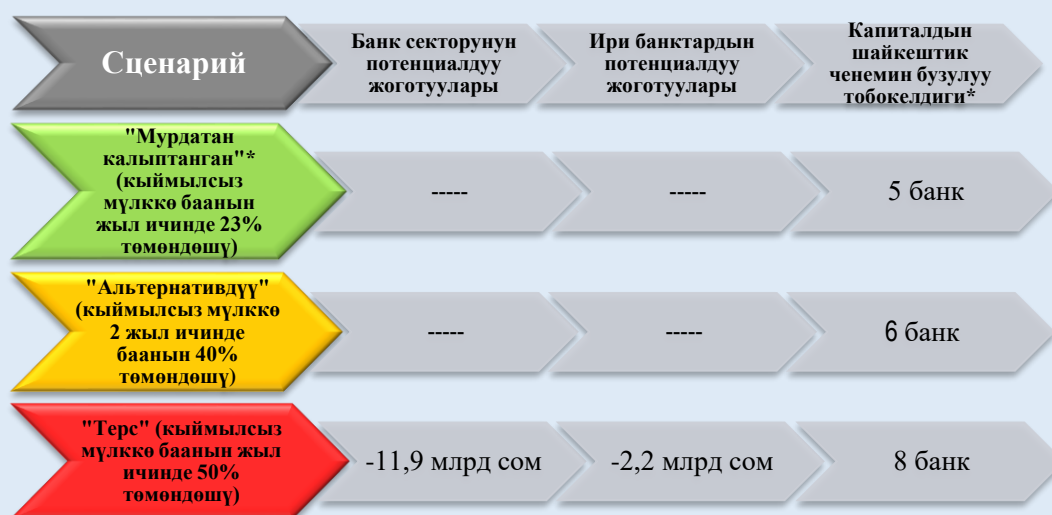 Сценарий
Банк секторунун
потенциалдуу
жоготуулары
Ири банктардын
потенциалдуу
жоготуулары
Капиталдын
шайкештик
ченемин бузулуу
тобокелдиги*
"Мурдатан
калыптанган"*
(кыймылсыз
мүлккө баанын
жыл ичинде 23%
төмөндөшү)
-----
-----
5 банк
"Альтернативдүү"
(кыймылсыз мүлккө
2 жыл ичинде
баанын 40%
төмөндөшү)
-----
-----
6 банк
"Терс" (кыймылсыз
мүлккө баанын жыл
ичинде 50%
төмөндөшү)
-11,9 млрд сом
-2,2 млрд сом
8 банк